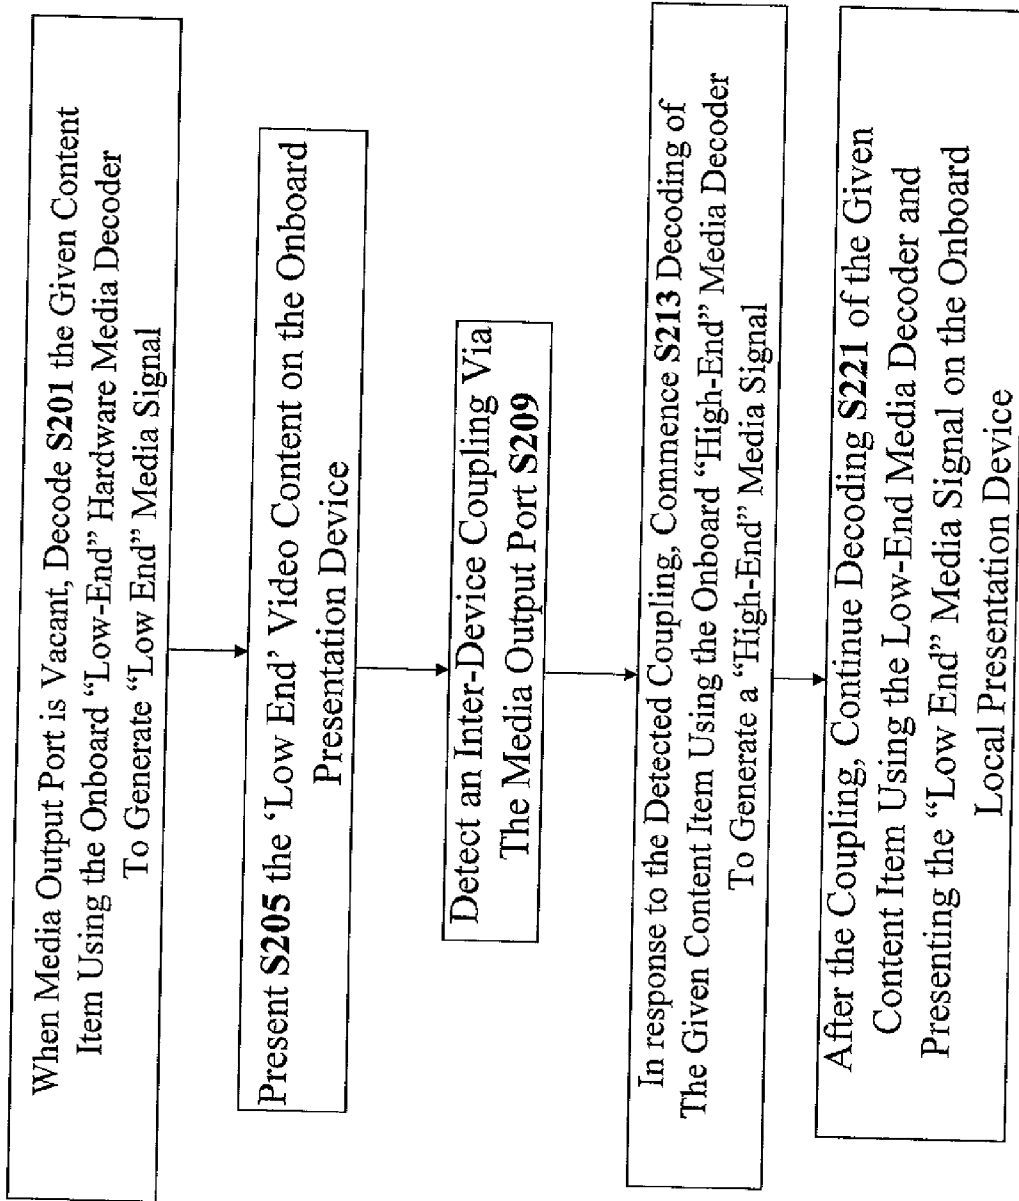 When Media Output Port is Vacant, Decode S201 the Given Content
Item Using the Onboard “Low-End” Hardware Media Decoder
To Generate “Low End” Media Signal
Present S205 the ‘Low End’ Video Content on the Onboard
Presentation Device
Detect an Inter-Device Coupling Via
The Media Output Port S209
In response to the Detected Coupling, Commence S213 Decoding of
The Given Content Item Using the Onboard “High-End” Media Decoder
To Generate a “High-End” Media Signal
After the Coupling, Continue Decoding S221 of the Given
Content Item Using the Low-End Media Decoder and
Presenting the “Low End” Media Signal on the Onboard
Local Presentation Device